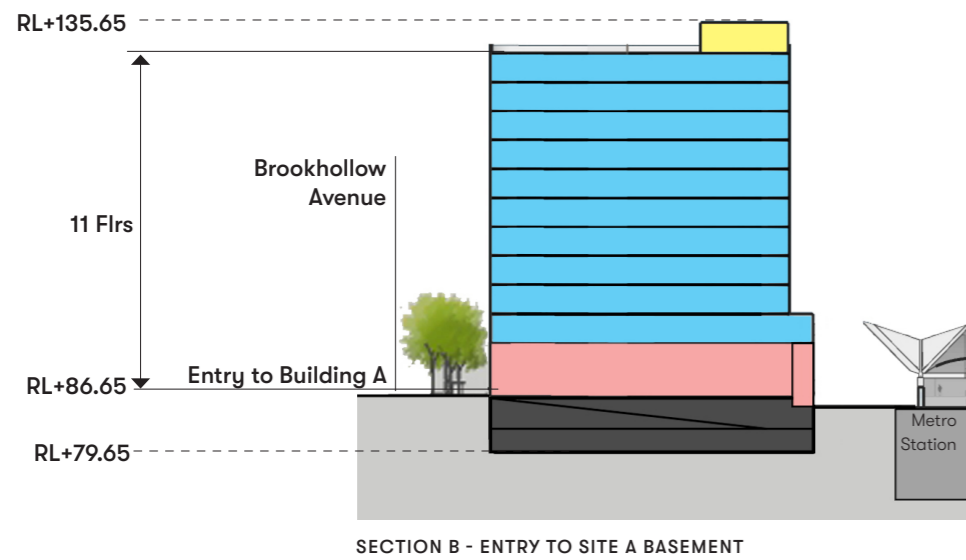 RL+135.65
Brookhollow
Avenue
11 Flrs
Entry to Building A
RL+86.65
Metro
Station
RL+79.65
SECTION B - ENTRY TO SITE A BASEMENT